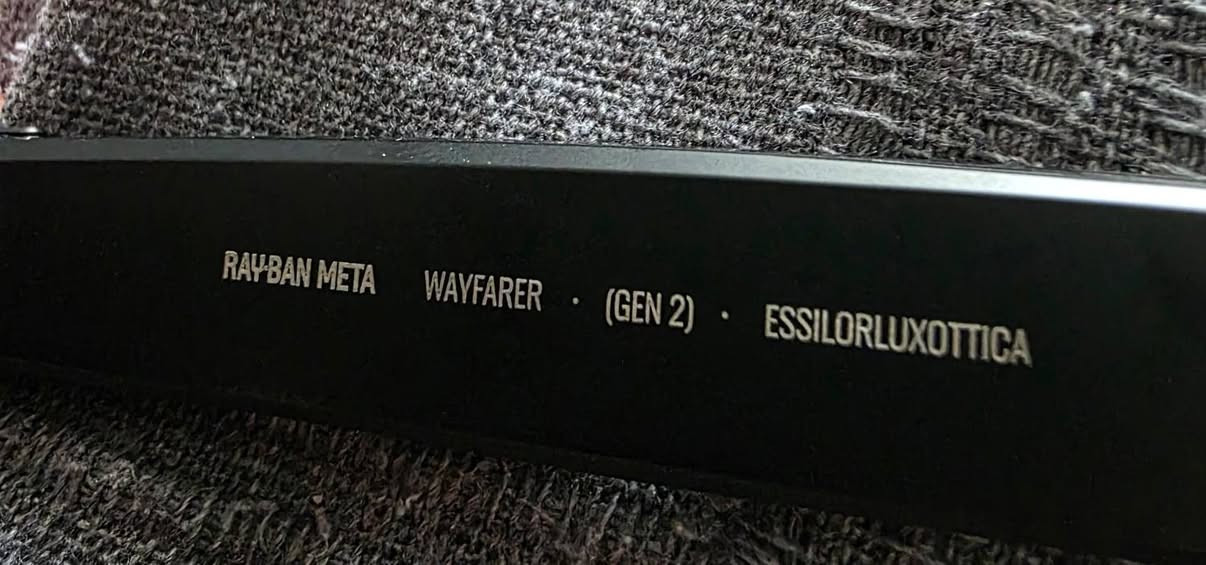 RAY-BAN META WAYFARER · (GEN 2) · ESSILORLUXOTTICA